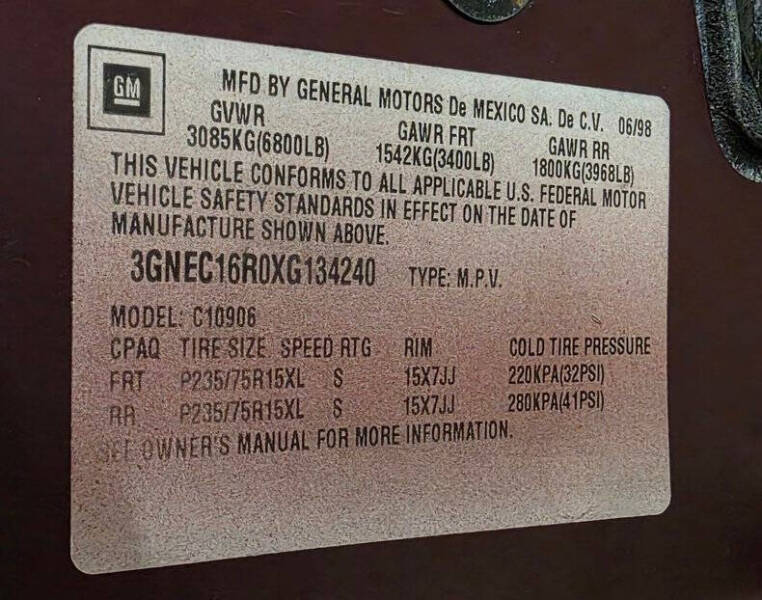 GM
MFD BY GENERAL MOTORS De MEXICO SA. De C.V. 06/98
GVWR GAWR FRT GAWR RR
3085KG(6800LB) 1542KG(3400LB) 1800KG(3968LB)
THIS VEHICLE CONFORMS TO ALL APPLICABLE U.S. FEDERAL MOTOR
VEHICLE SAFETY STANDARDS IN EFFECT ON THE DATE OF
MANUFACTURE SHOWN ABOVE.
3GNEC16R0XG134240 TYPE: M.P.V.
MODEL: C10906
CPAQ TIRE SIZE SPEED RTG RIM COLD TIRE PRESSURE
FRT P235/75R15XL S 15X7JJ 220KPA(32PSI)
RR P235/75R15XL S 15X7JJ 280KPA(41PSI)
SEE OWNER'S MANUAL FOR MORE INFORMATION.